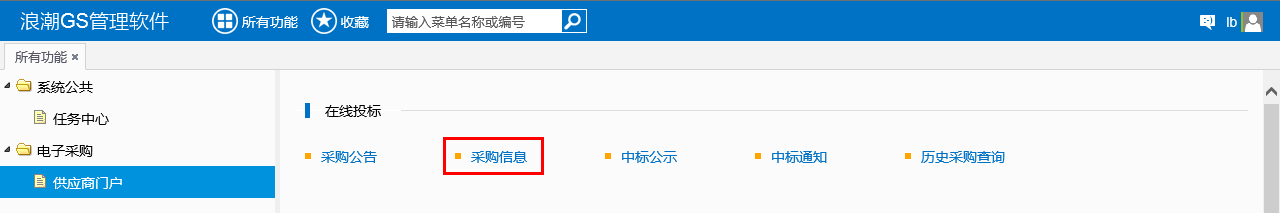 浪潮GS管理软件 所有功能 收藏 请输入菜单名称或编号 lb
所有功能
系统公共
任务中心
电子采购
供应商门户
在线投标
采购公告 采购信息 中标公示 中标通知 历史采购查询